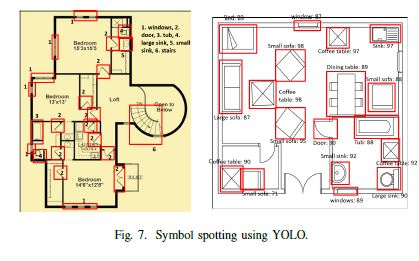 1. windows, 2.
door, 3. tub, 4.
large sink, 5. small
sink, 6. stairs
Bedroom
18'3x15'5
1
1
2
4
5
2
1
Bedroom
13'x13'
2
Loft
Open to
Below
1
3
2
2
2
2
2
6
1
4
2
2
Bedroom
14'8"x12'8"
2
1
Bed: 85
window: 87
Small sofa: 98
Coffee table: 97
Sink: 97
Dining table: 89
Small sofa: 88
Coffee
table: 98
Large sofa: 87
Small sofa: 95
Door: 90
Tub: 88
Small sink: 92
Coffee table: 90
Coffee table: 92
Small sofa: 71
windows: 89
Large sink: 90
Fig. 7. Symbol spotting using YOLO.